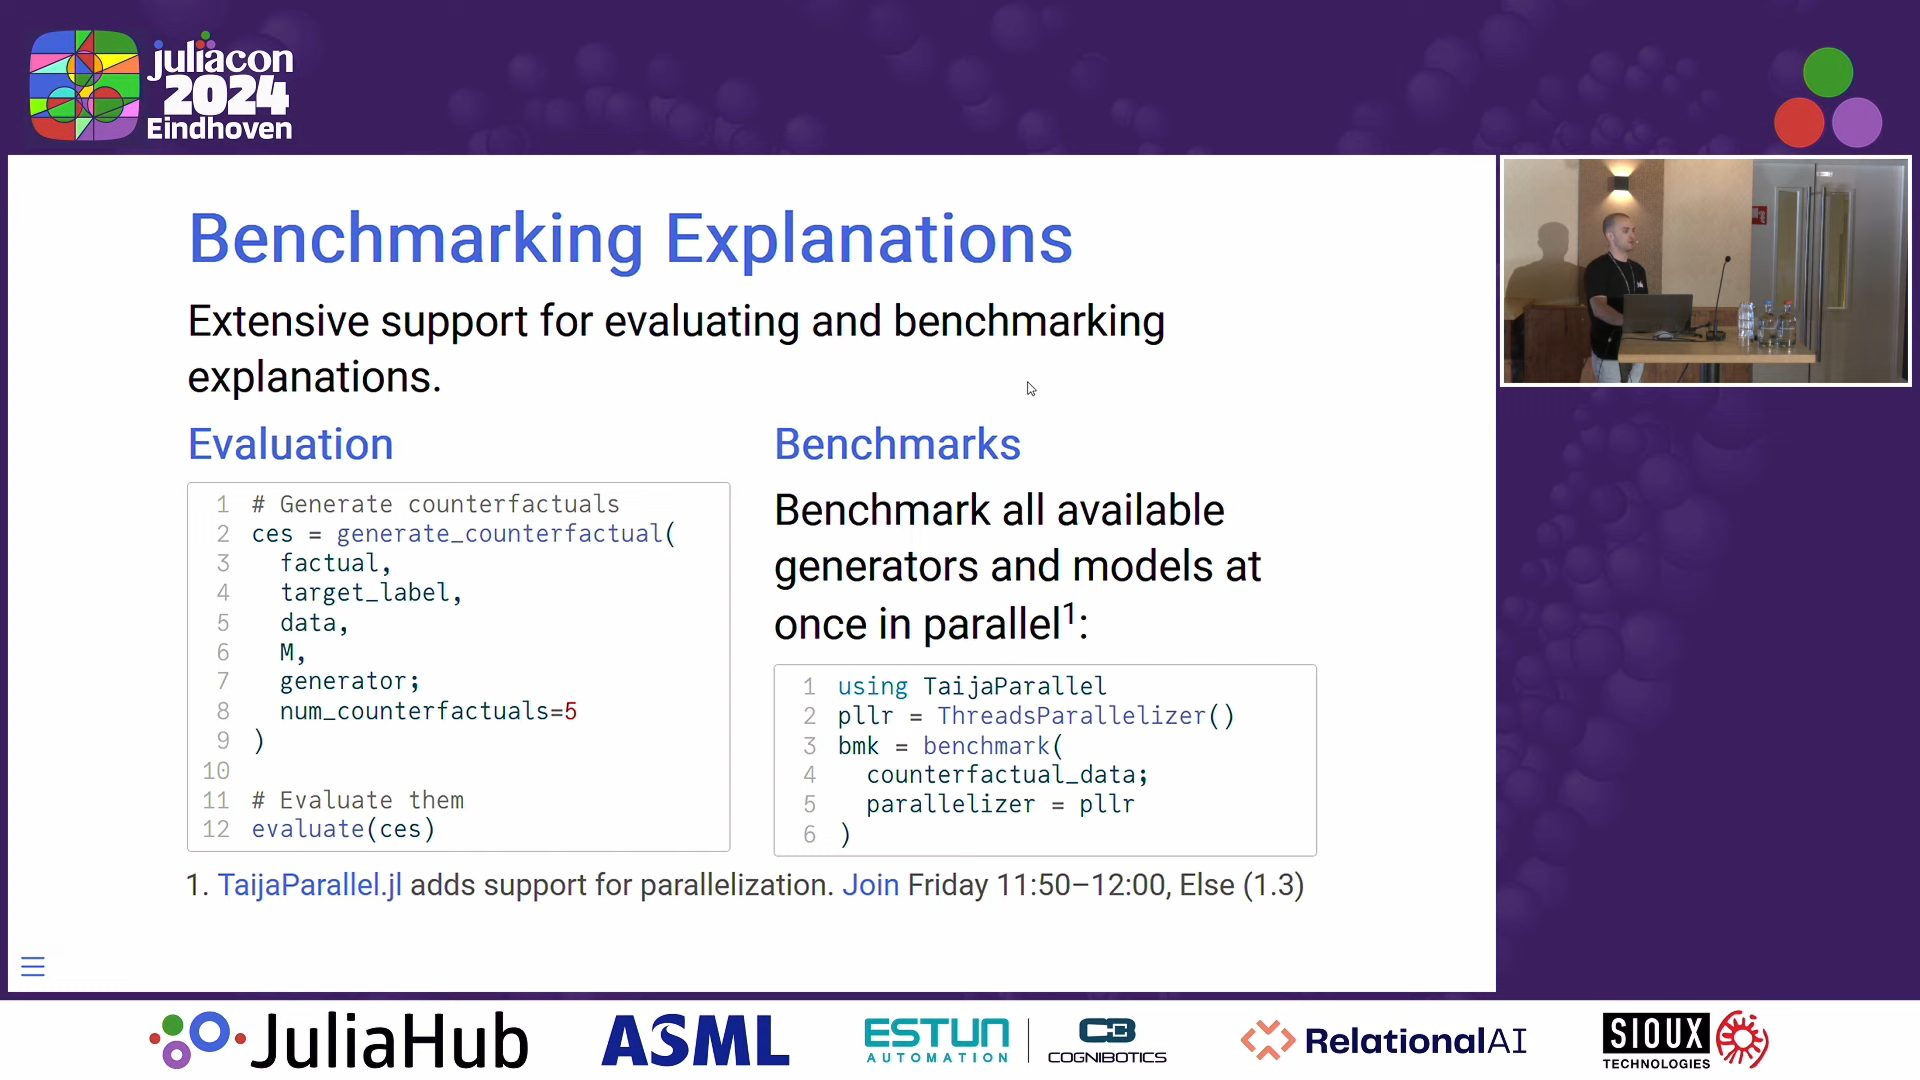 juliacon
2024
Eindhoven
Benchmarking Explanations
Extensive support for evaluating and benchmarking
explanations.
Evaluation
1 # Generate counterfactuals
2 ces = generate_counterfactual(
3   factual,
4   target_label,
5   data,
6   M,
7   generator;
8   num_counterfactuals=5
9 )
10
11 # Evaluate them
12 evaluate(ces)
Benchmarks
Benchmark all available
generators and models at
once in parallel¹:
1 using TaijaParallel
2 pllr = ThreadsParallelizer()
3 bmk = benchmark(
4   counterfactual_data;
5   parallelizer = pllr
6 )
1. TaijaParallel.jl adds support for parallelization. Join Friday 11:50–12:00, Else (1.3)
JuliaHub
ASML
ESTUN
AUTOMATION
COGNIBOTICS
RelationalAI
SIOUX
TECHNOLOGIES